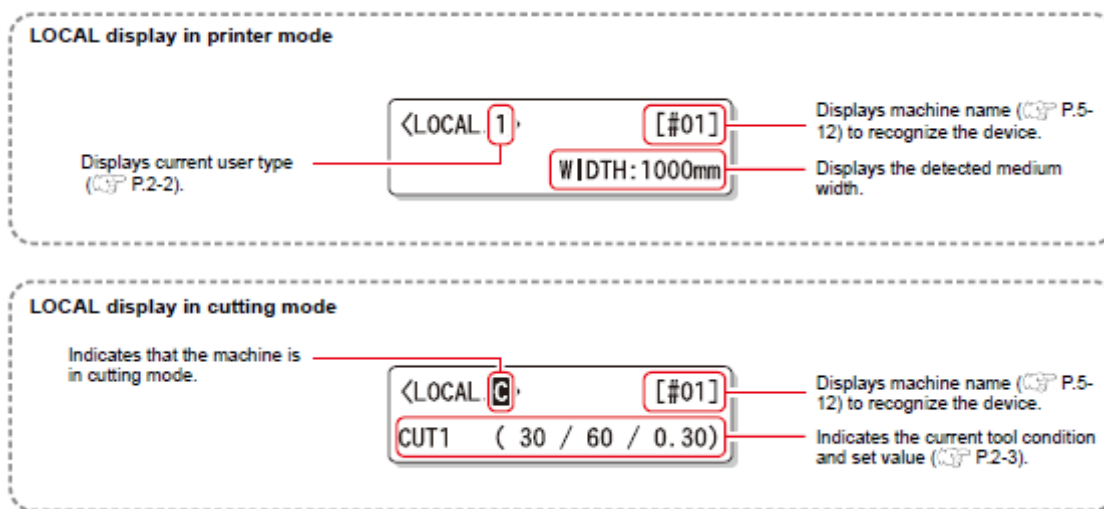 LOCAL display in printer mode
<LOCAL.1> [#01]
WIDTH:1000mm
Displays current user type
( P.2-2).
Displays machine name ( P.5-
12) to recognize the device.
Displays the detected medium
width.
LOCAL display in cutting mode
Indicates that the machine is
in cutting mode.
<LOCAL.C> [#01]
CUT1 ( 30 / 60 / 0.30)
Displays machine name ( P.5-
12) to recognize the device.
Indicates the current tool condition
and set value ( P.2-3).